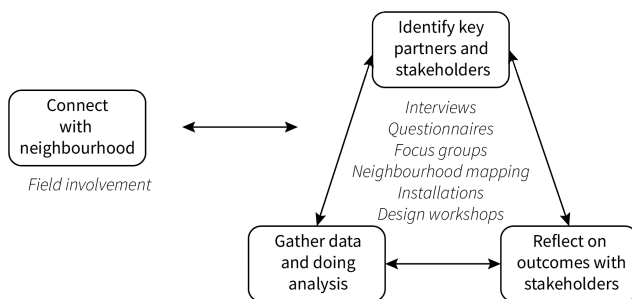 Identify key
partners and
stakeholders
Connect
with
neighbourhood
Field involvement
Interviews
Questionnaires
Focus groups
Neighbourhood mapping
Installations
Design workshops
Gather data
and doing
analysis
Reflect on
outcomes with
stakeholders